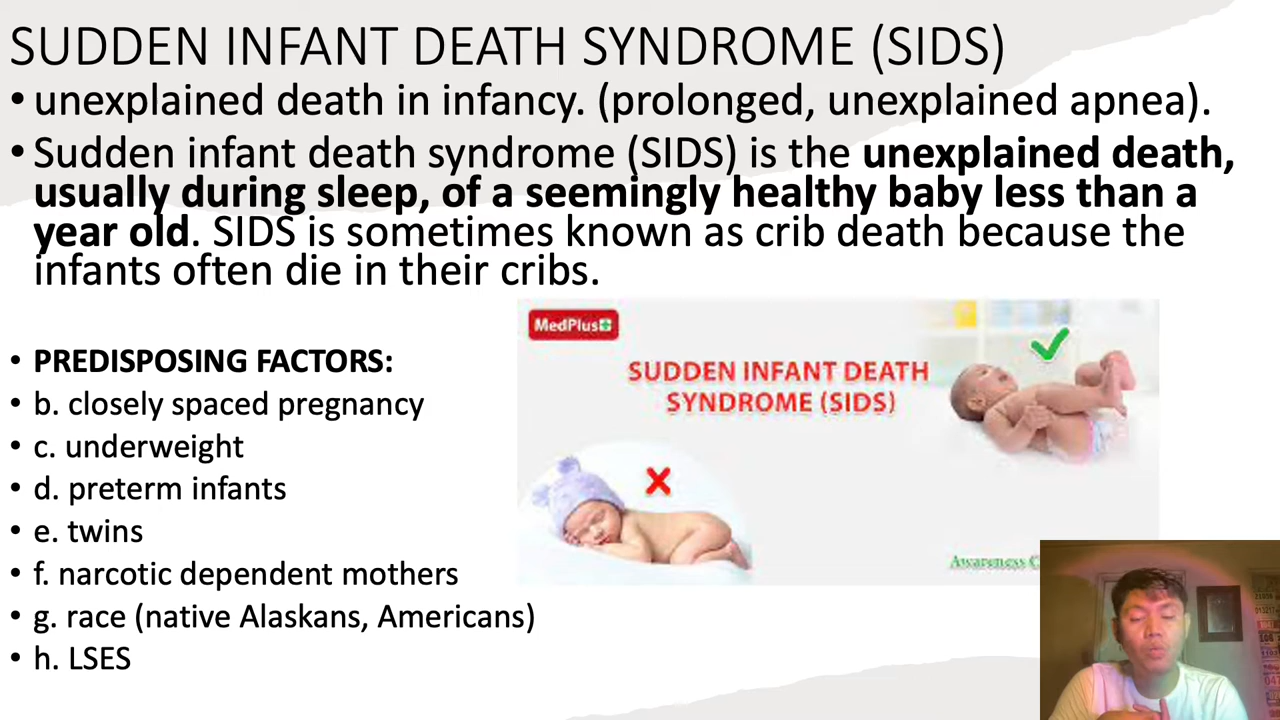 SUDDEN INFANT DEATH SYNDROME (SIDS)
• unexplained death in infancy. (prolonged, unexplained apnea).
• Sudden infant death syndrome (SIDS) is the unexplained death,
usually during sleep, of a seemingly healthy baby less than a
year old. SIDS is sometimes known as crib death because the
infants often die in their cribs.
• PREDISPOSING FACTORS:
• b. closely spaced pregnancy
• c. underweight
• d. preterm infants
• e. twins
• f. narcotic dependent mothers
• g. race (native Alaskans, Americans)
• h. LSES
MedPlus
SUDDEN INFANT DEATH
SYNDROME (SIDS)
Awareness